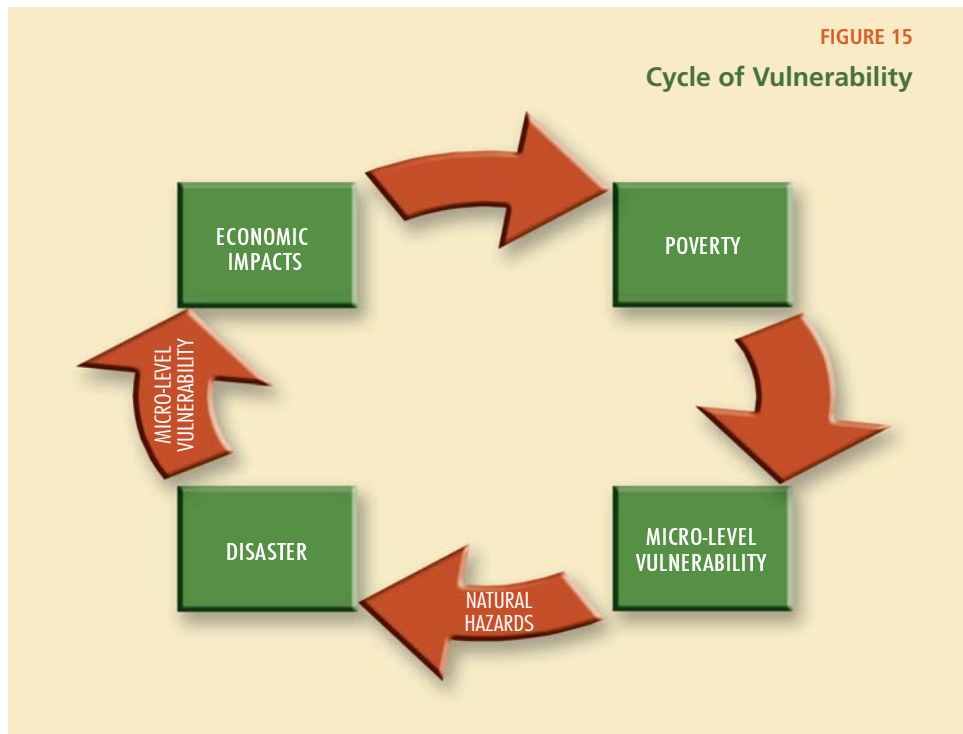 FIGURE 15
Cycle of Vulnerability
ECONOMIC
IMPACTS
POVERTY
MICRO-LEVEL
VULNERABILITY
DISASTER
MICRO-LEVEL
VULNERABILITY
NATURAL
HAZARDS